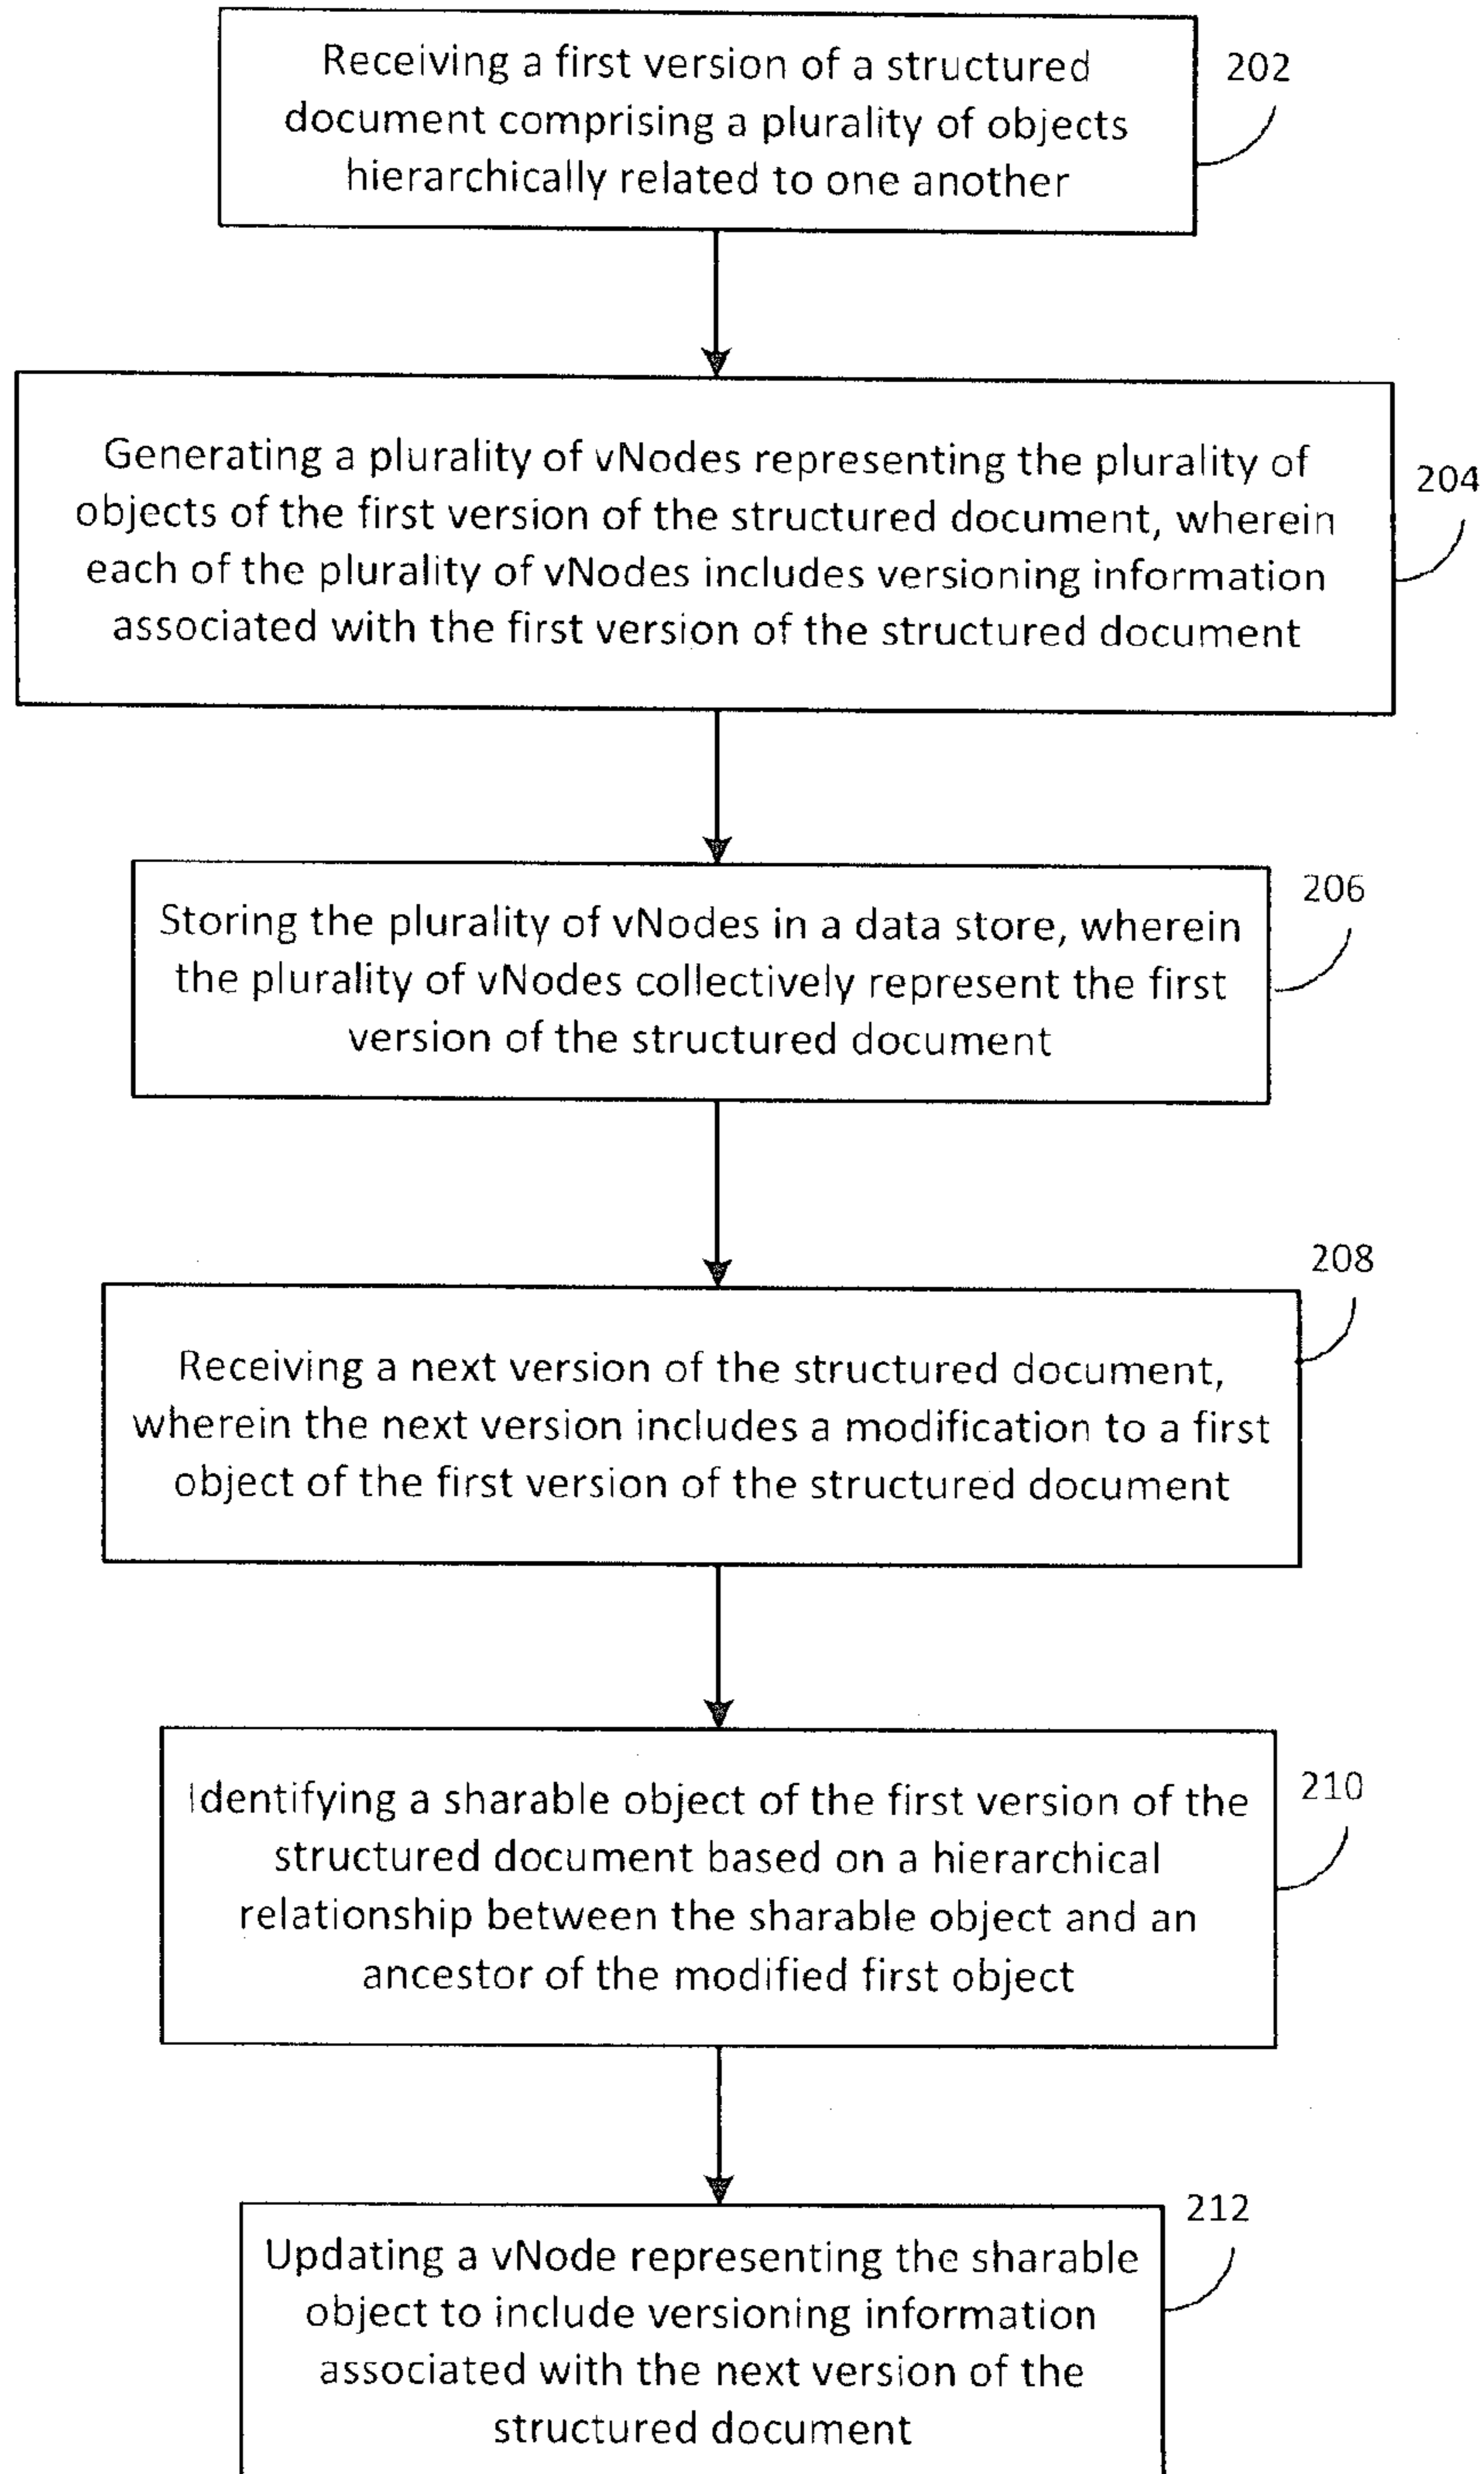 Receiving a first version of a structured
202
document comprising a plurality of objects
hierarchically related to one another
Generating a plurality of vNodes representing the plurality of
204
objects of the first version of the structured document, wherein
each of the plurality of vNodes includes versioning information
associated with the first version of the structured document
206
Storing the plurality of vNodes in a data store, wherein
the plurality of vNodes collectively represent the first
version of the structured document
208
Receiving a next version of the structured document,
wherein the next version includes a modification to a first
object of the first version of the structured document
210
Identifying a sharable object of the first version of the
structured document based on a hierarchical
relationship between the sharable object and an
ancestor of the modified first object
212
Updating a vNode representing the sharable
object to include versioning information
associated with the next version of the
structured document